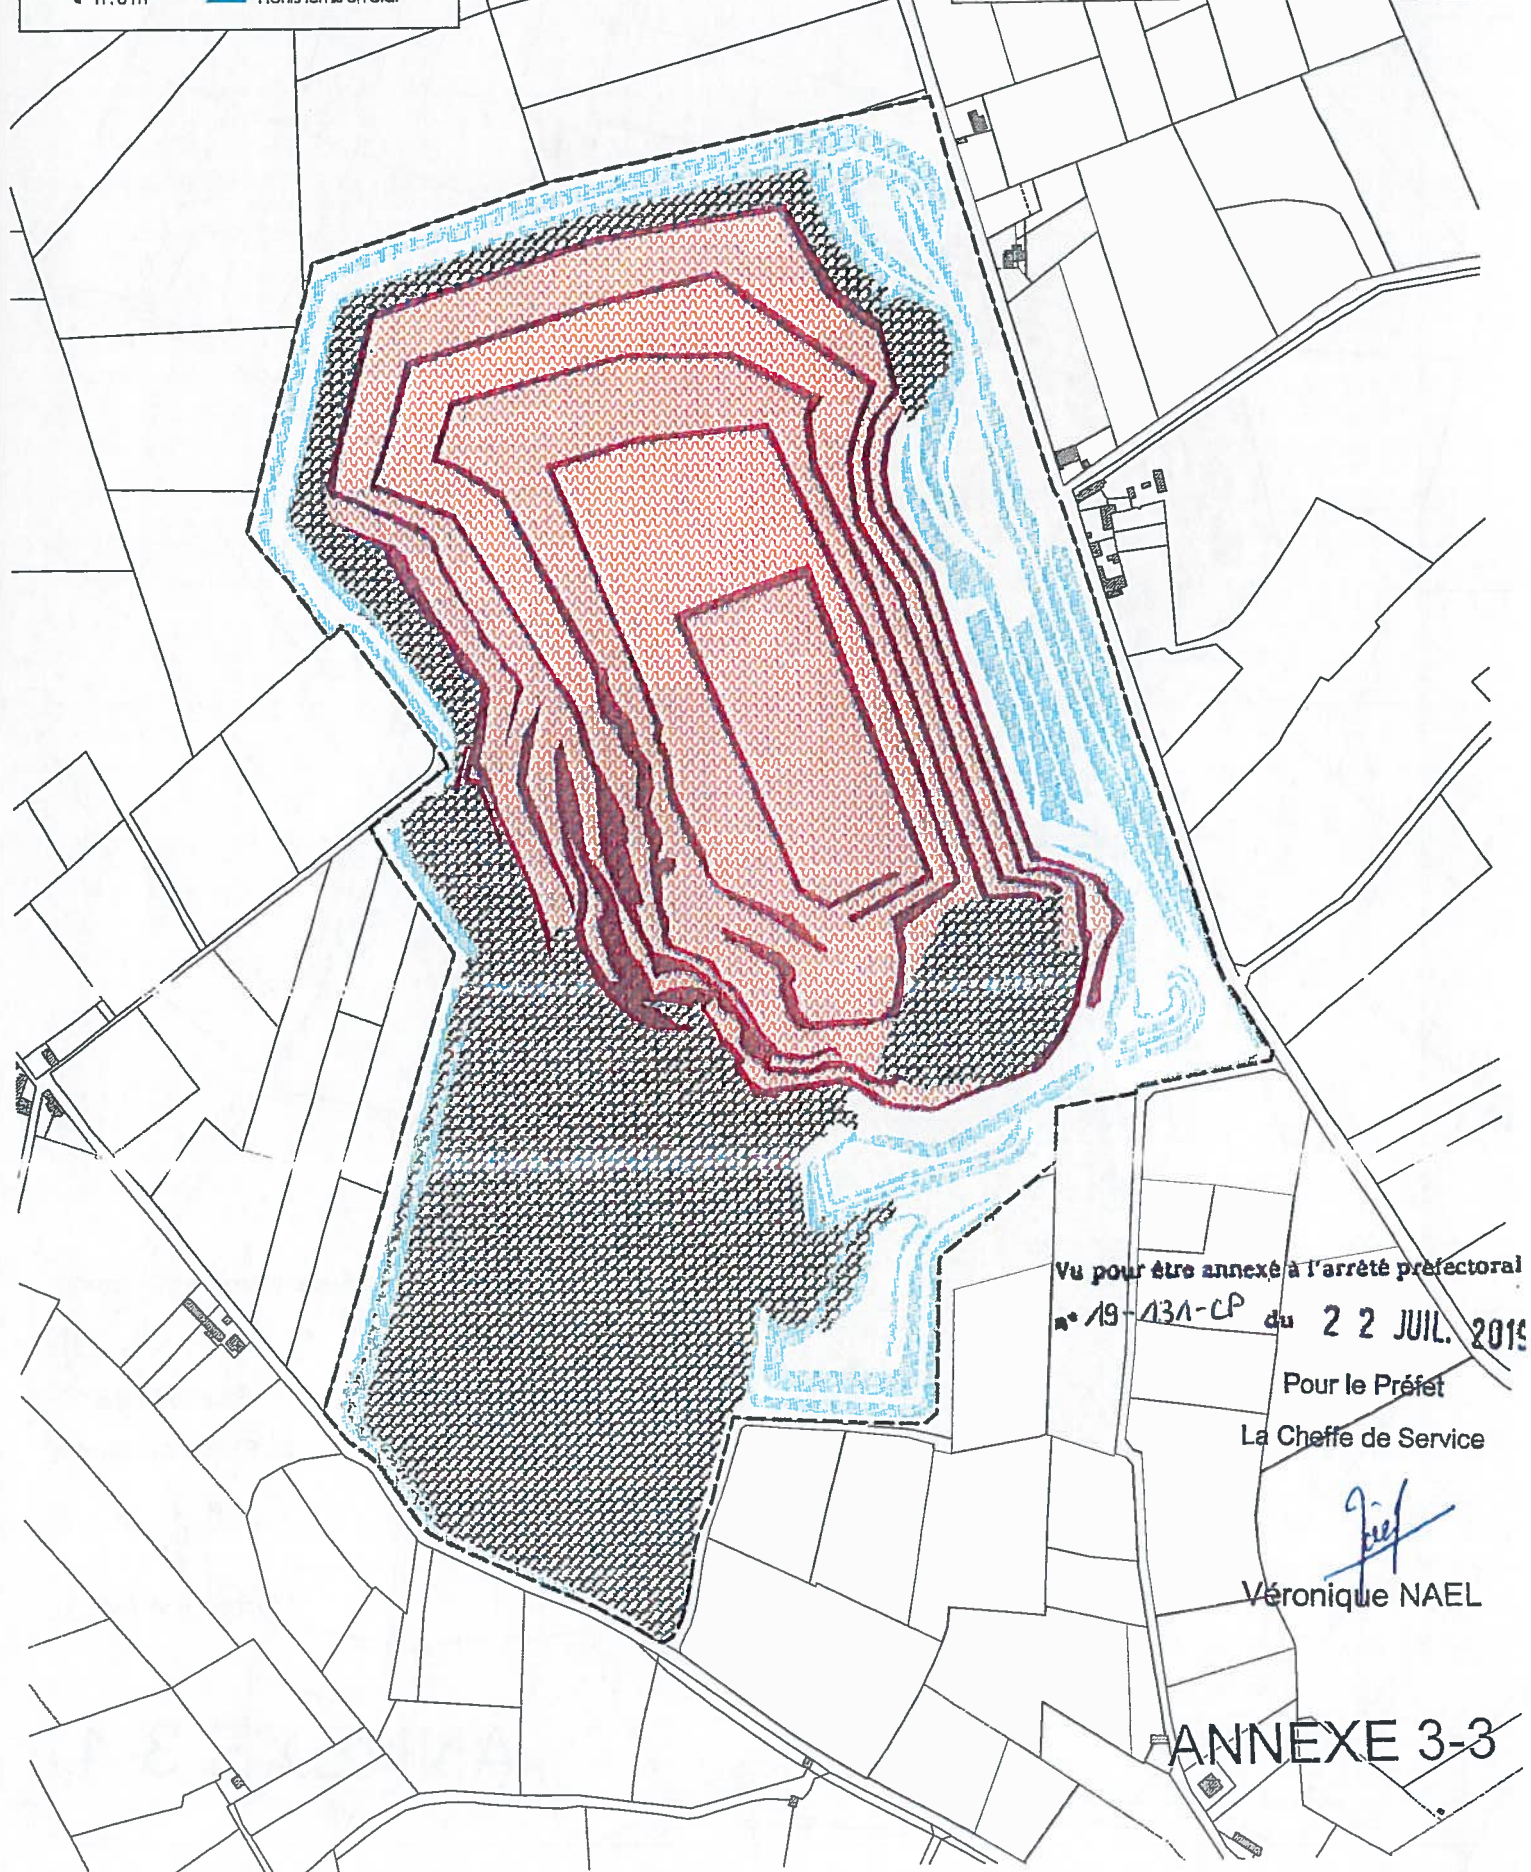 Vu pour être annexé à l'arrêté préfectoral
n° 19-131-CP du 22 JUIL. 2019
Pour le Préfet
La Cheffe de Service
Véronique NAEL
ANNEXE 3-3